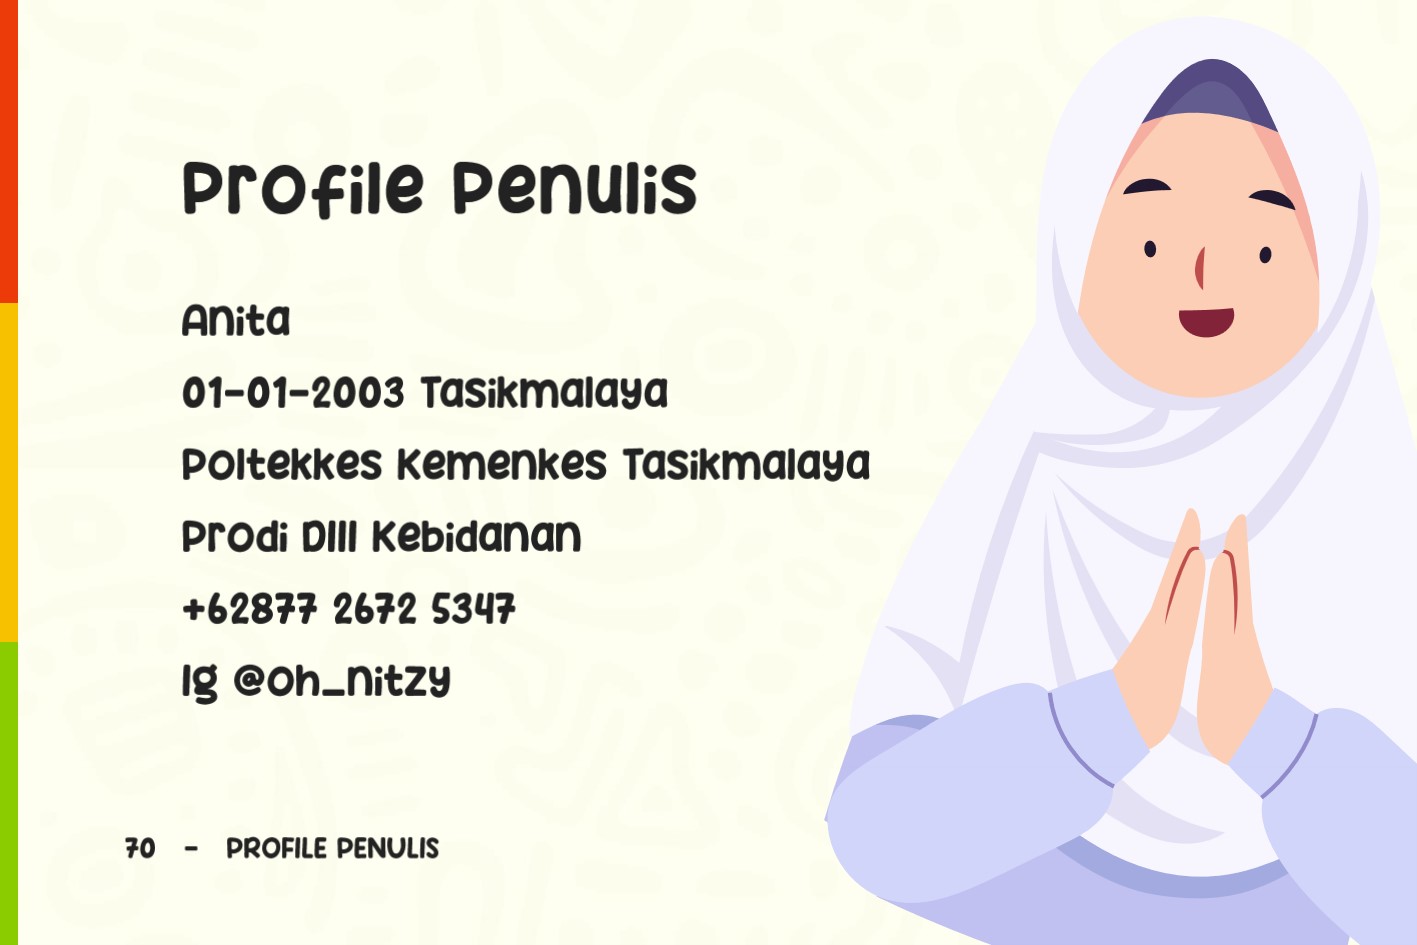 Profile Penulis
Anita
01-01-2003 Tasikmalaya
Poltekkes Kemenkes Tasikmalaya
Prodi DIII Kebidanan
+62877 2672 5347
Ig @oh_nitzy
70 - PROFILE PENULIS